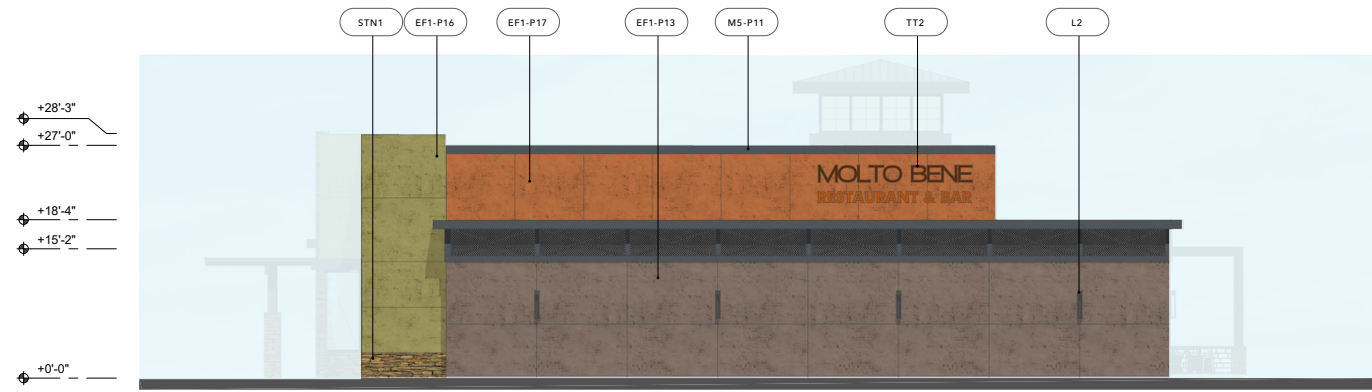 STN1
EF1-P16
EF1-P17
EF1-P13
M5-P11
TT2
L2
+28'-3"
+27'-0"
+18'-4"
+15'-2"
+0'-0"
MOLTO BENE
RESTAURANT & BAR